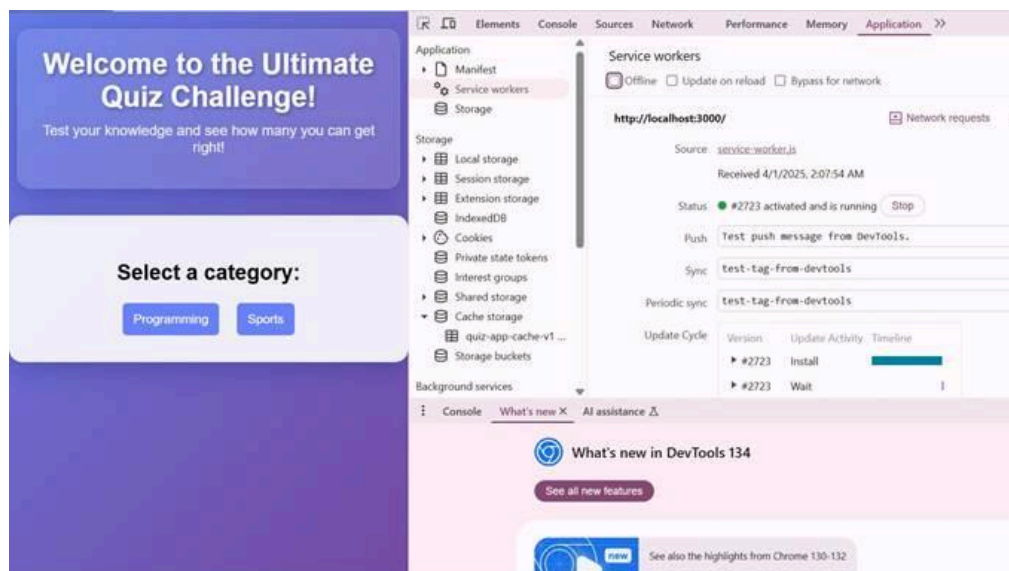 Welcome to the Ultimate
Quiz Challenge!
Test your knowledge and see how many you can get
right!
Select a category:
Programming
Sports
Elements Console Sources Network Performance Memory Application
Application
Manifest
Service workers
Storage
Storage
Local storage
Session storage
Extension storage
IndexedDB
Cookies
Private state tokens
Interest groups
Shared storage
Cache storage
quiz-app-cache-v1 ...
Storage buckets
Background services
Service workers
Offline Update on reload Bypass for network
http://localhost:3000/ Network requests
Source service-worker.js
Received 4/1/2025, 2:07:54 AM
Status #2723 activated and is running Stop
Push Test push message from DevTools.
Sync test-tag-from-devtools
Periodic sync test-tag-from-devtools
Update Cycle Version Update Activity Timeline
#2723 Install
#2723 Wait
Console What's new AI assistance
What's new in DevTools 134
See all new features
new
See also the highlights from Chrome 130-132